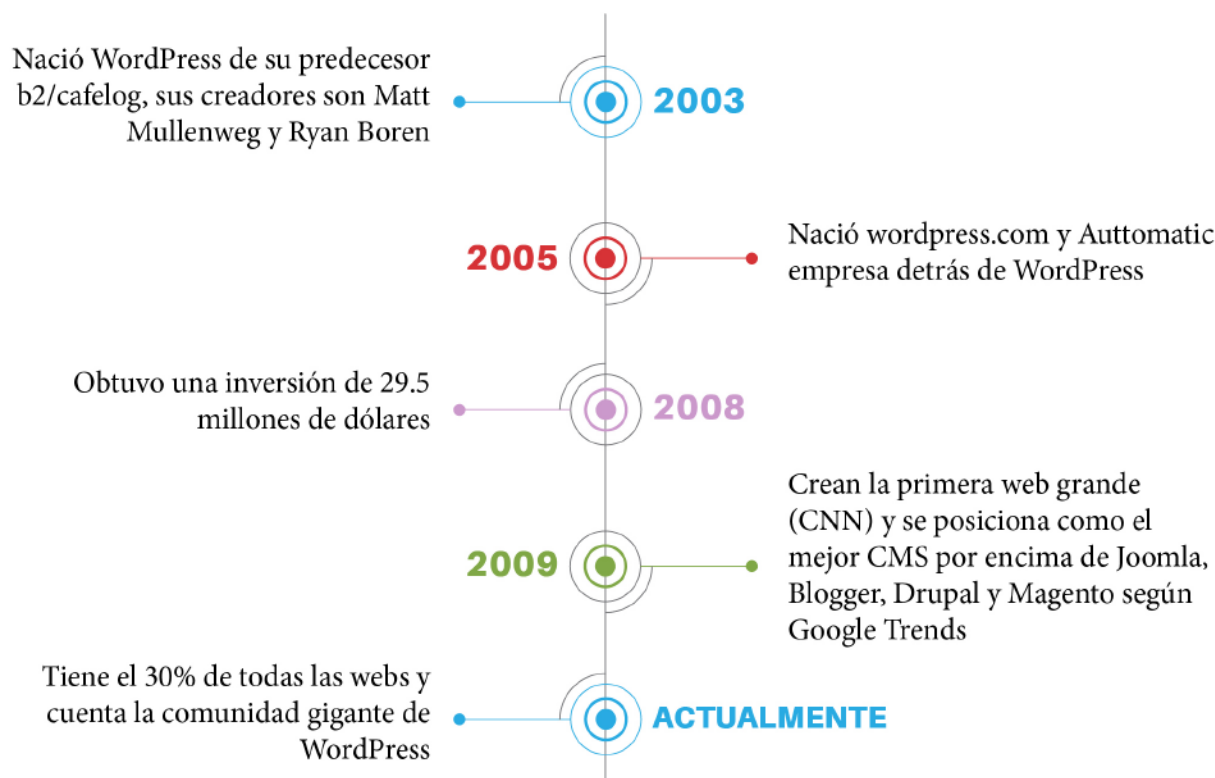 Nació WordPress de su predecesor
b2/cafelog, sus creadores son Matt
Mullenweg y Ryan Boren
2003
2005
Nació wordpress.com y Auttomatic
empresa detrás de WordPress
Obtuvo una inversión de 29.5
millones de dólares
2008
2009
Crean la primera web grande
(CNN) y se posiciona como el
mejor CMS por encima de Joomla,
Blogger, Drupal y Magento según
Google Trends
Tiene el 30% de todas las webs y
cuenta la comunidad gigante de
WordPress
ACTUALMENTE